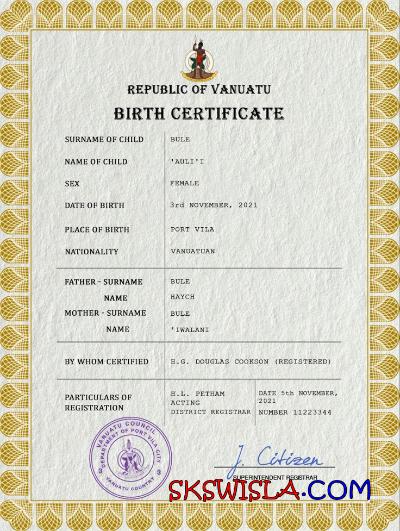 REPUBLIC OF VANUATU
BIRTH CERTIFICATE
SURNAME OF CHILD BULE
NAME OF CHILD 'AULI'I
SEX FEMALE
DATE OF BIRTH 3rd NOVEMBER, 2021
PLACE OF BIRTH PORT VILA
NATIONALITY VANUATUAN
FATHER - SURNAME BULE
NAME HAYCH
MOTHER - SURNAME BULE
NAME 'IWALANI
BY WHOM CERTIFIED H.G. DOUGLAS COOKSON (REGISTERED)
PARTICULARS OF REGISTRATION
H.L. PETHAM
ACTING
DISTRICT REGISTRAR
DATE 5th NOVEMBER,
2021
NUMBER 11223344
VANUATU COUNCIL
DEPARTMENT OF PORT VILA CITY
VANUATU COUNTRY
J. Citizen
SUPERINTENDENT REGISTRAR
SKSWISLA.COM